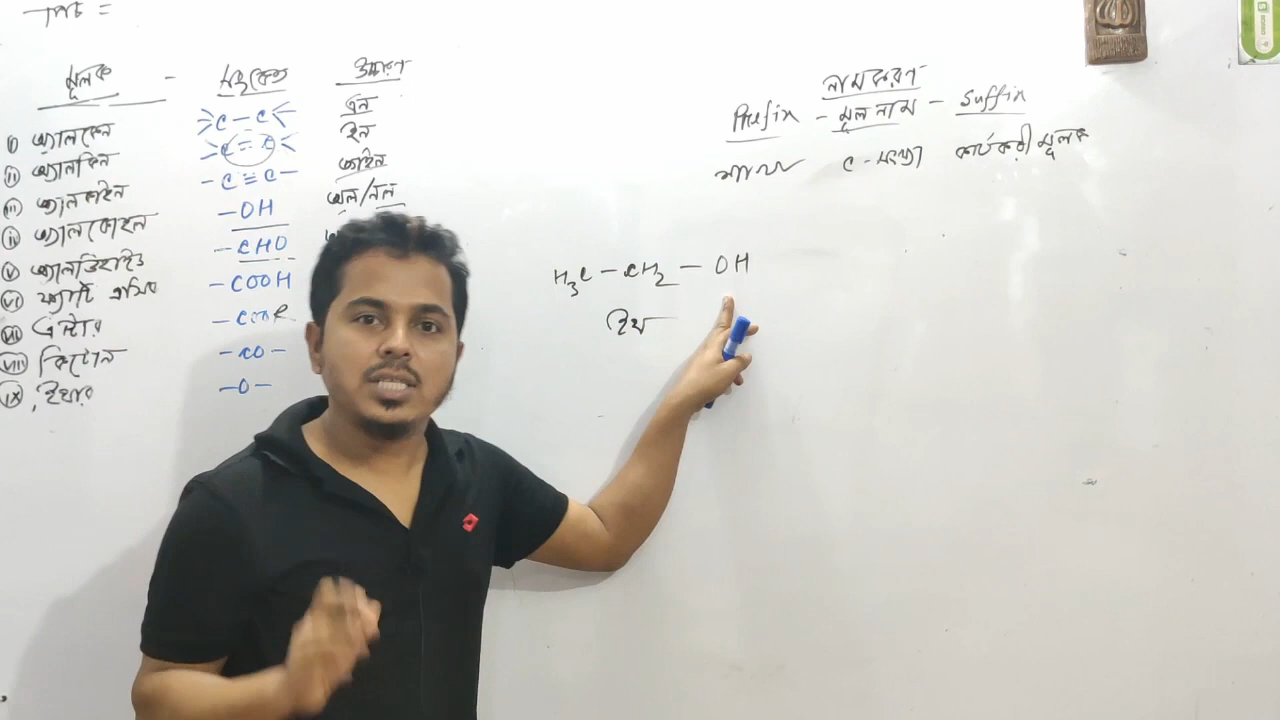 মূলক - সংকেত উচ্চারণ
i) অ্যালকেন >C-C< এন
ii) অ্যালকিন >C=C< ইন
iii) অ্যালকাইন -C≡C- আইন
iv) অ্যালকোহল -OH অল/নল
v) অ্যালডিহাইড -CHO
vi) ফ্যাটি এসিড -COOH
vii) এস্টার -COOR
viii) কিটোন -CO-
ix) ইথার -O-
নামকরণ
Prefix - মূল নাম - Suffix
শাখা C-সংখ্যা কার্যকরী মূলক
H₃C-CH₂-OH
ইথ